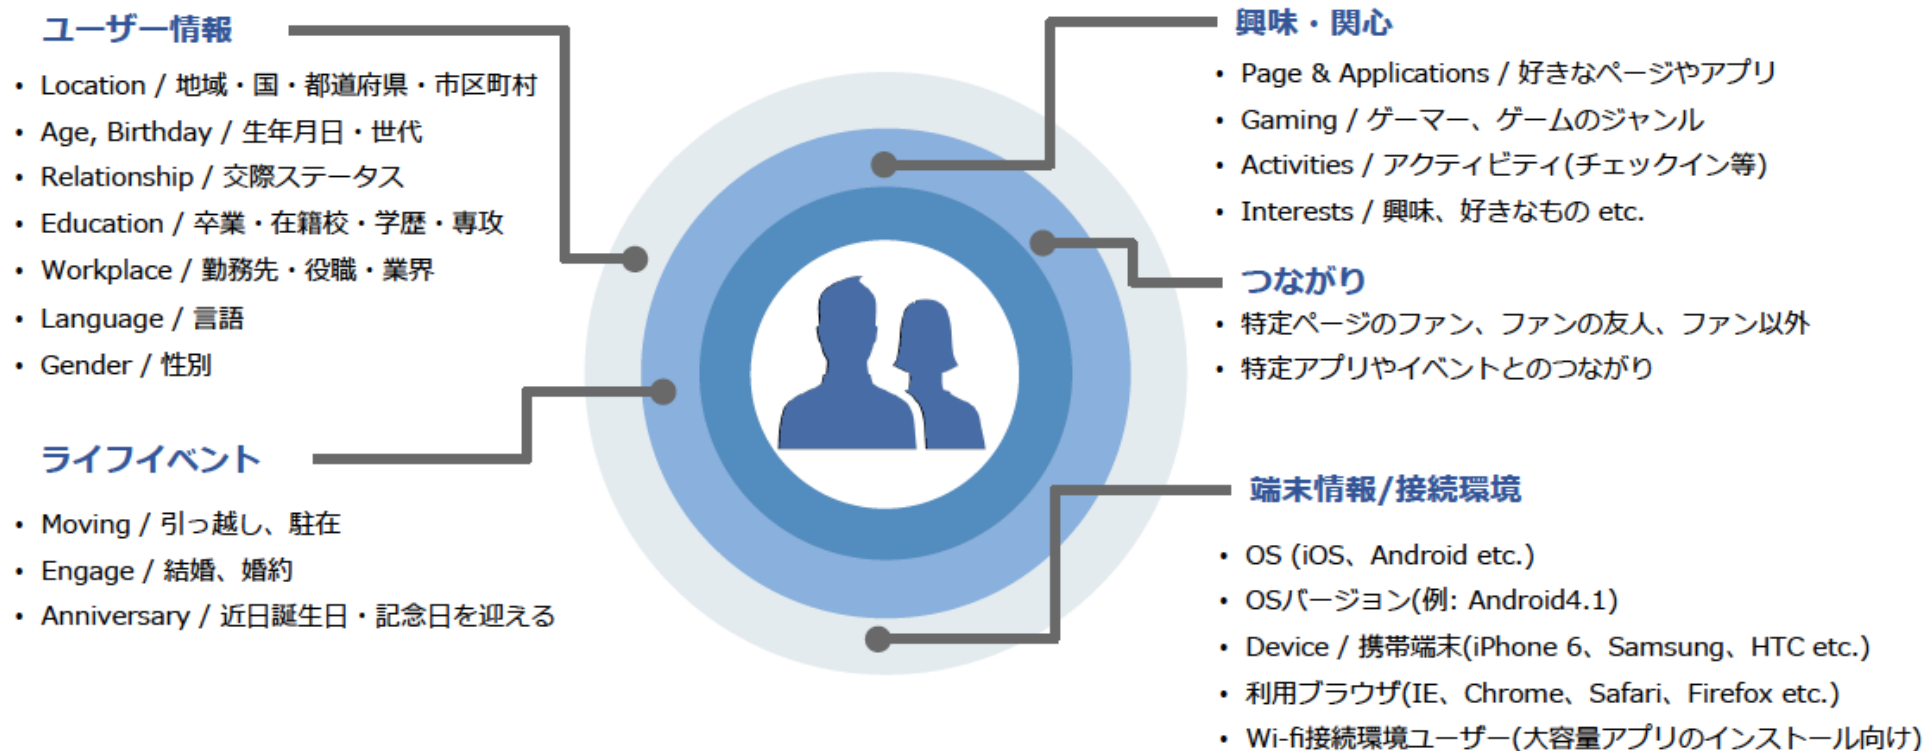 ユーザー情報
・ Location / 地域・国・都道府県・市区町村
・ Age, Birthday / 生年月日・世代
・ Relationship / 交際ステータス
・ Education / 卒業・在籍校・学歴・専攻
・ Workplace / 勤務先・役職・業界
・ Language / 言語
・ Gender / 性別
ライフイベント
・ Moving / 引っ越し、駐在
・ Engage / 結婚、婚約
・ Anniversary / 近日誕生日・記念日を迎える
興味・関心
・ Page & Applications / 好きなページやアプリ
・ Gaming / ゲーマー、ゲームのジャンル
・ Activities / アクティビティ(チェックイン等)
・ Interests / 興味、好きなもの etc.
つながり
・ 特定ページのファン、ファンの友人、ファン以外
・ 特定アプリやイベントとのつながり
端末情報/接続環境
・ OS (iOS、Android etc.)
・ OSバージョン(例: Android4.1)
・ Device / 携帯端末(iPhone 6、Samsung、HTC etc.)
・ 利用ブラウザ(IE、Chrome、Safari、Firefox etc.)
・ Wi-fi接続環境ユーザー(大容量アプリのインストール向け)